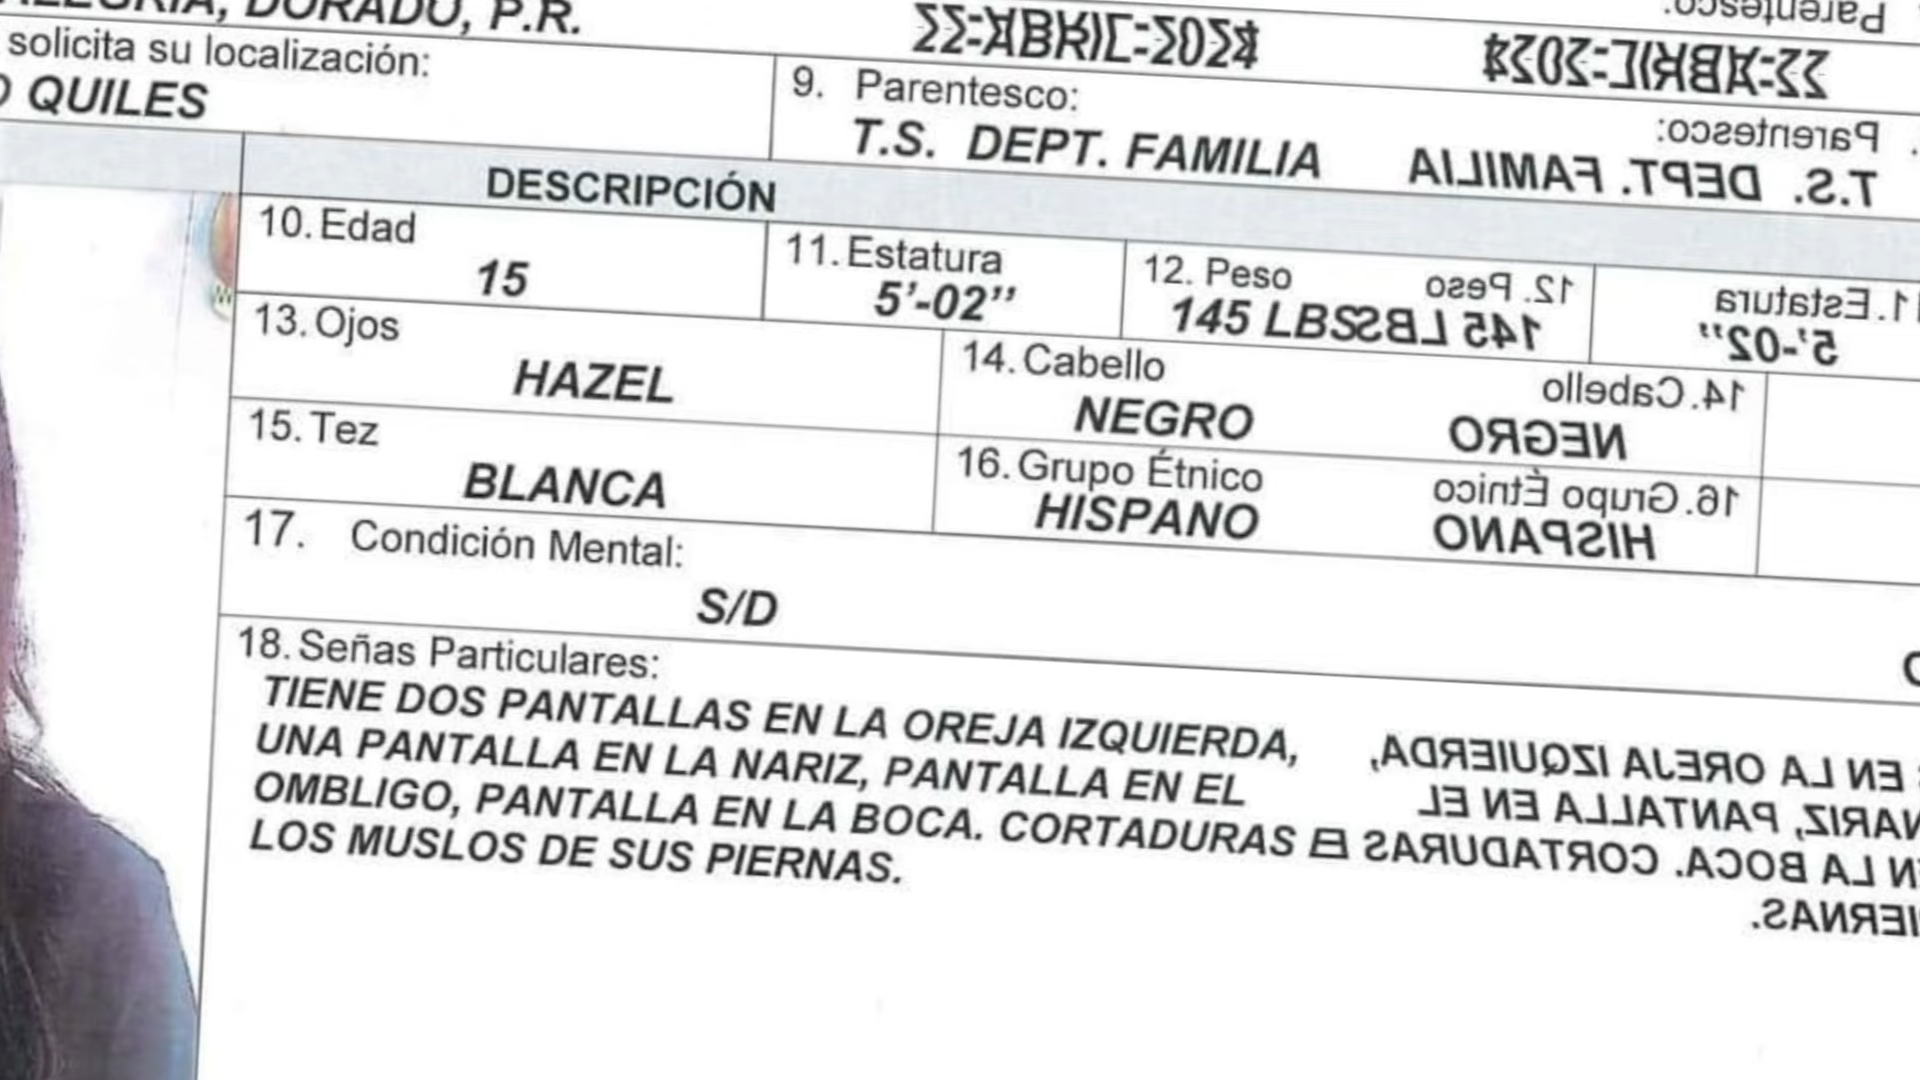 DORADO, P.R.
22-ABRIL-2024
solicita su localización:
QUILES
9. Parentesco:
T.S. DEPT. FAMILIA
DESCRIPCIÓN
10. Edad
15
11. Estatura
5'-02''
12. Peso
145 LBS
13. Ojos
HAZEL
14. Cabello
NEGRO
15. Tez
BLANCA
16. Grupo Étnico
HISPANO
17. Condición Mental:
S/D
18. Señas Particulares:
TIENE DOS PANTALLAS EN LA OREJA IZQUIERDA,
UNA PANTALLA EN LA NARIZ, PANTALLA EN EL
OMBLIGO, PANTALLA EN LA BOCA. CORTADURAS
LOS MUSLOS DE SUS PIERNAS.